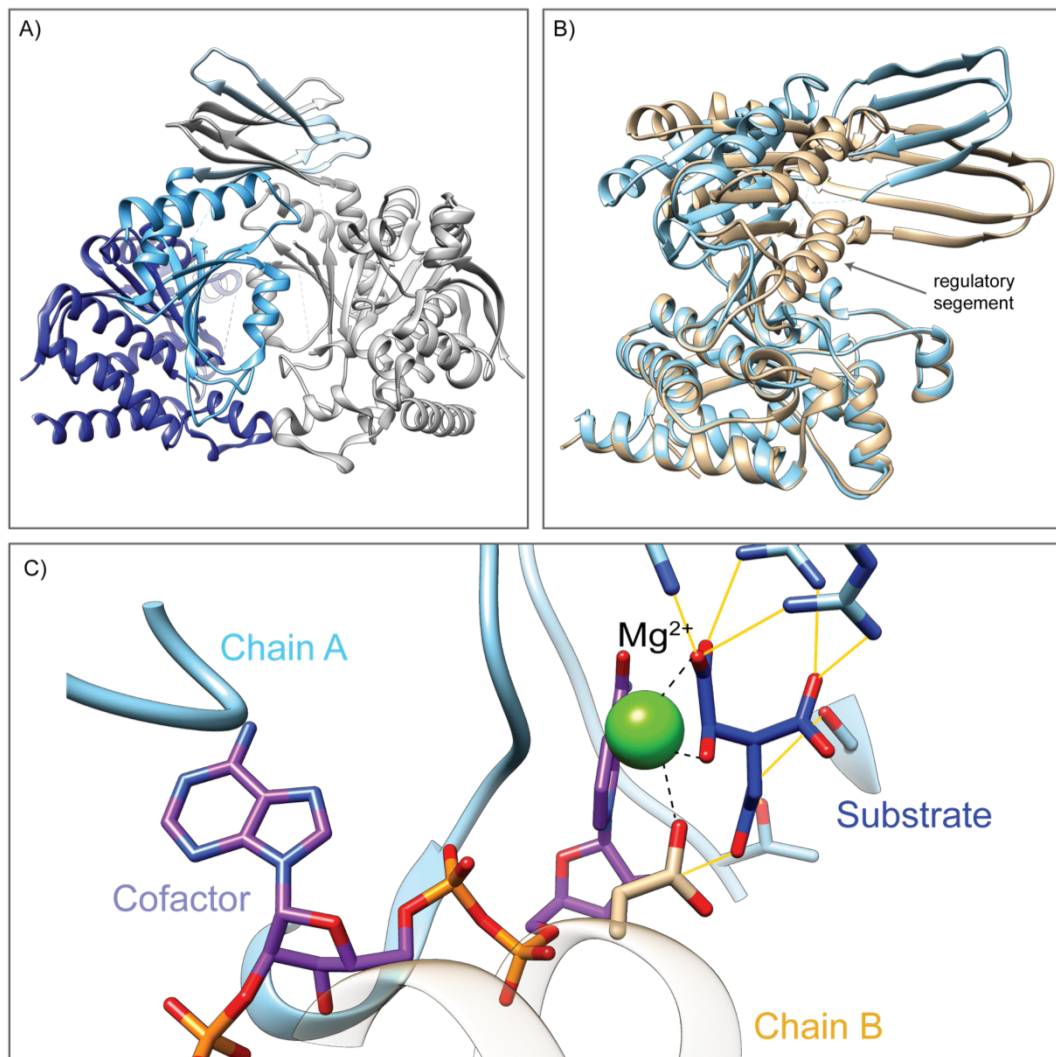 A)
B)
regulatory
segement
C)
Chain A
Mg²⁺
Substrate
Cofactor
Chain B